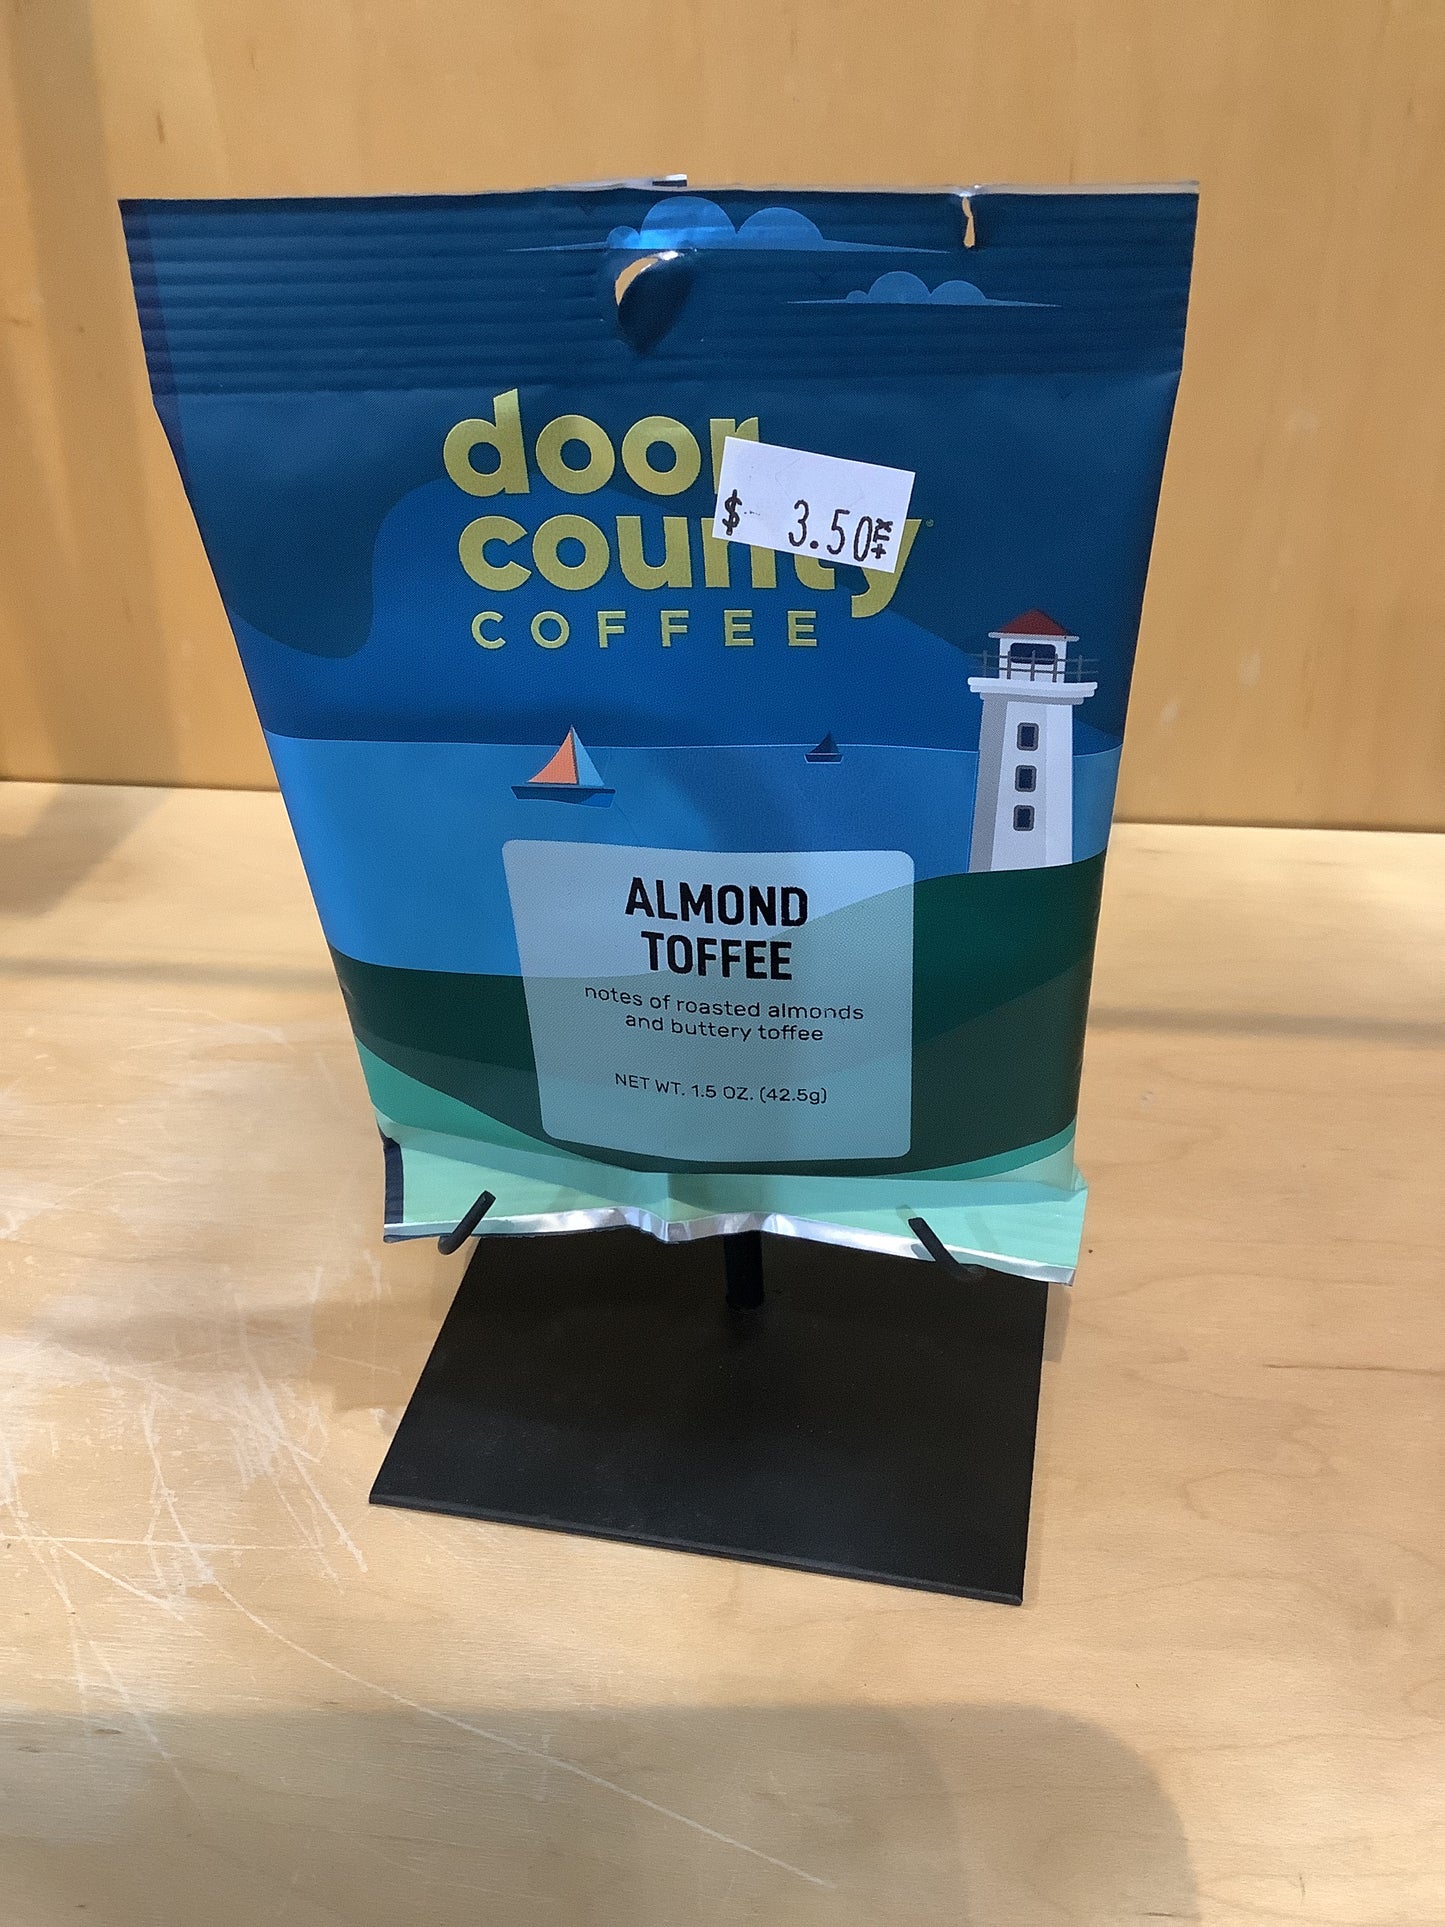 door
county
COFFEE
$ 3.50
ALMOND
TOFFEE
notes of roasted almonds
and buttery toffee
NET WT. 1.5 OZ. (42.5g)